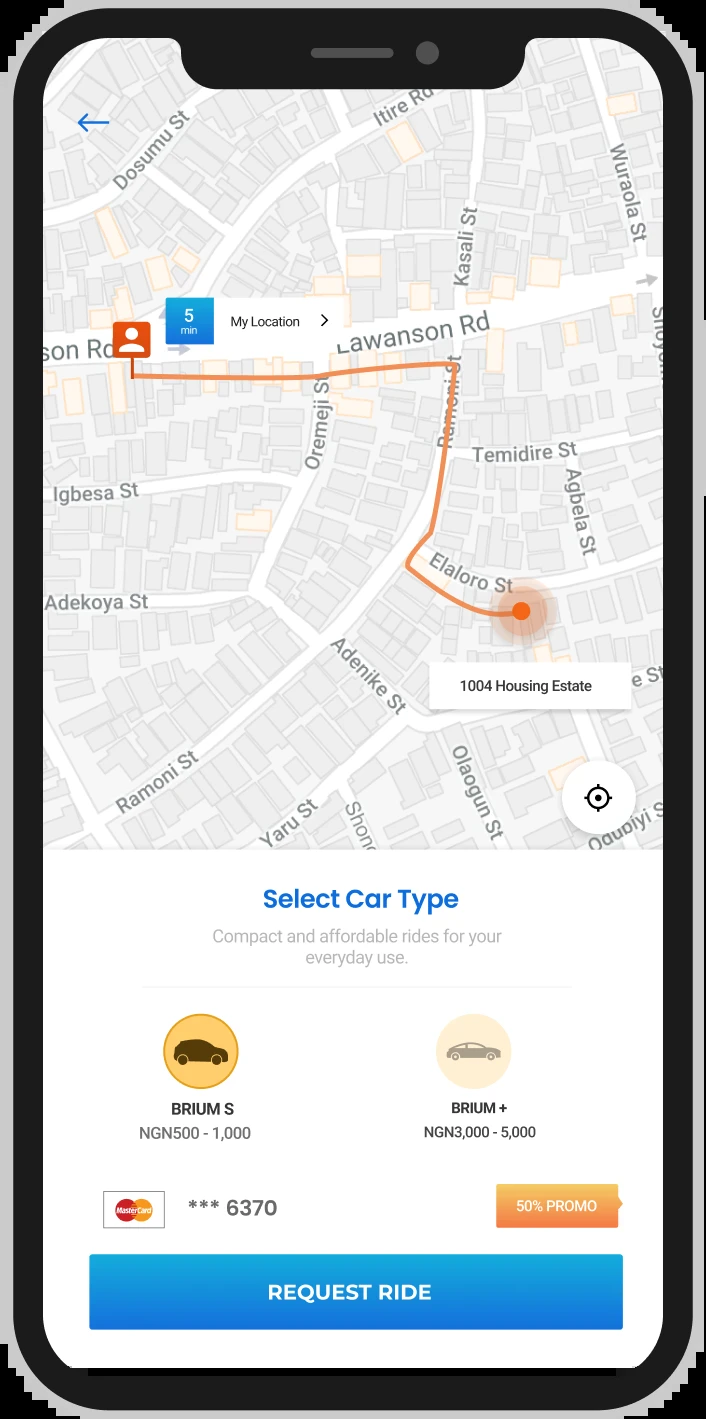 Itire Rd
Dosumu St
Wuraola St
Kasali St
5
min
My Location
son Rd
Lawanson Rd
Ramoni St
Oremeji St
Temidire St
Igbesa St
Agbela St
Elaloro St
Adekoya St
Adenike St
1004 Housing Estate
e St
Ramoni St
Olaogun St
Yaru St
Shono
Odubiyi S
Select Car Type
Compact and affordable rides for your
everyday use.
BRIUM S
BRIUM +
NGN500 - 1,000
NGN3,000 - 5,000
MasterCard
*** 6370
50% PROMO
REQUEST RIDE